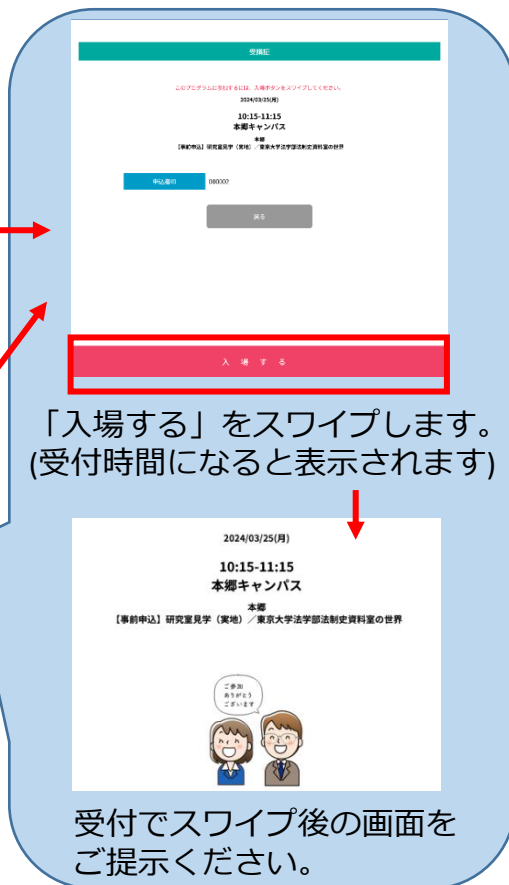 受講証
このプログラムに参加するには、入場ボタンをスワイプしてください。
2024/03/25(月)
10:15-11:15
本郷キャンパス
本郷
【事前申込】研究室見学（実地）／東京大学法学部法制史資料室の世界
申込者ID 080002
戻る
入場する
「入場する」をスワイプします。
(受付時間になると表示されます)
2024/03/25(月)
10:15-11:15
本郷キャンパス
本郷
【事前申込】研究室見学（実地）／東京大学法学部法制史資料室の世界
ご参加
ありがとう
ございます
受付でスワイプ後の画面を
ご提示ください。